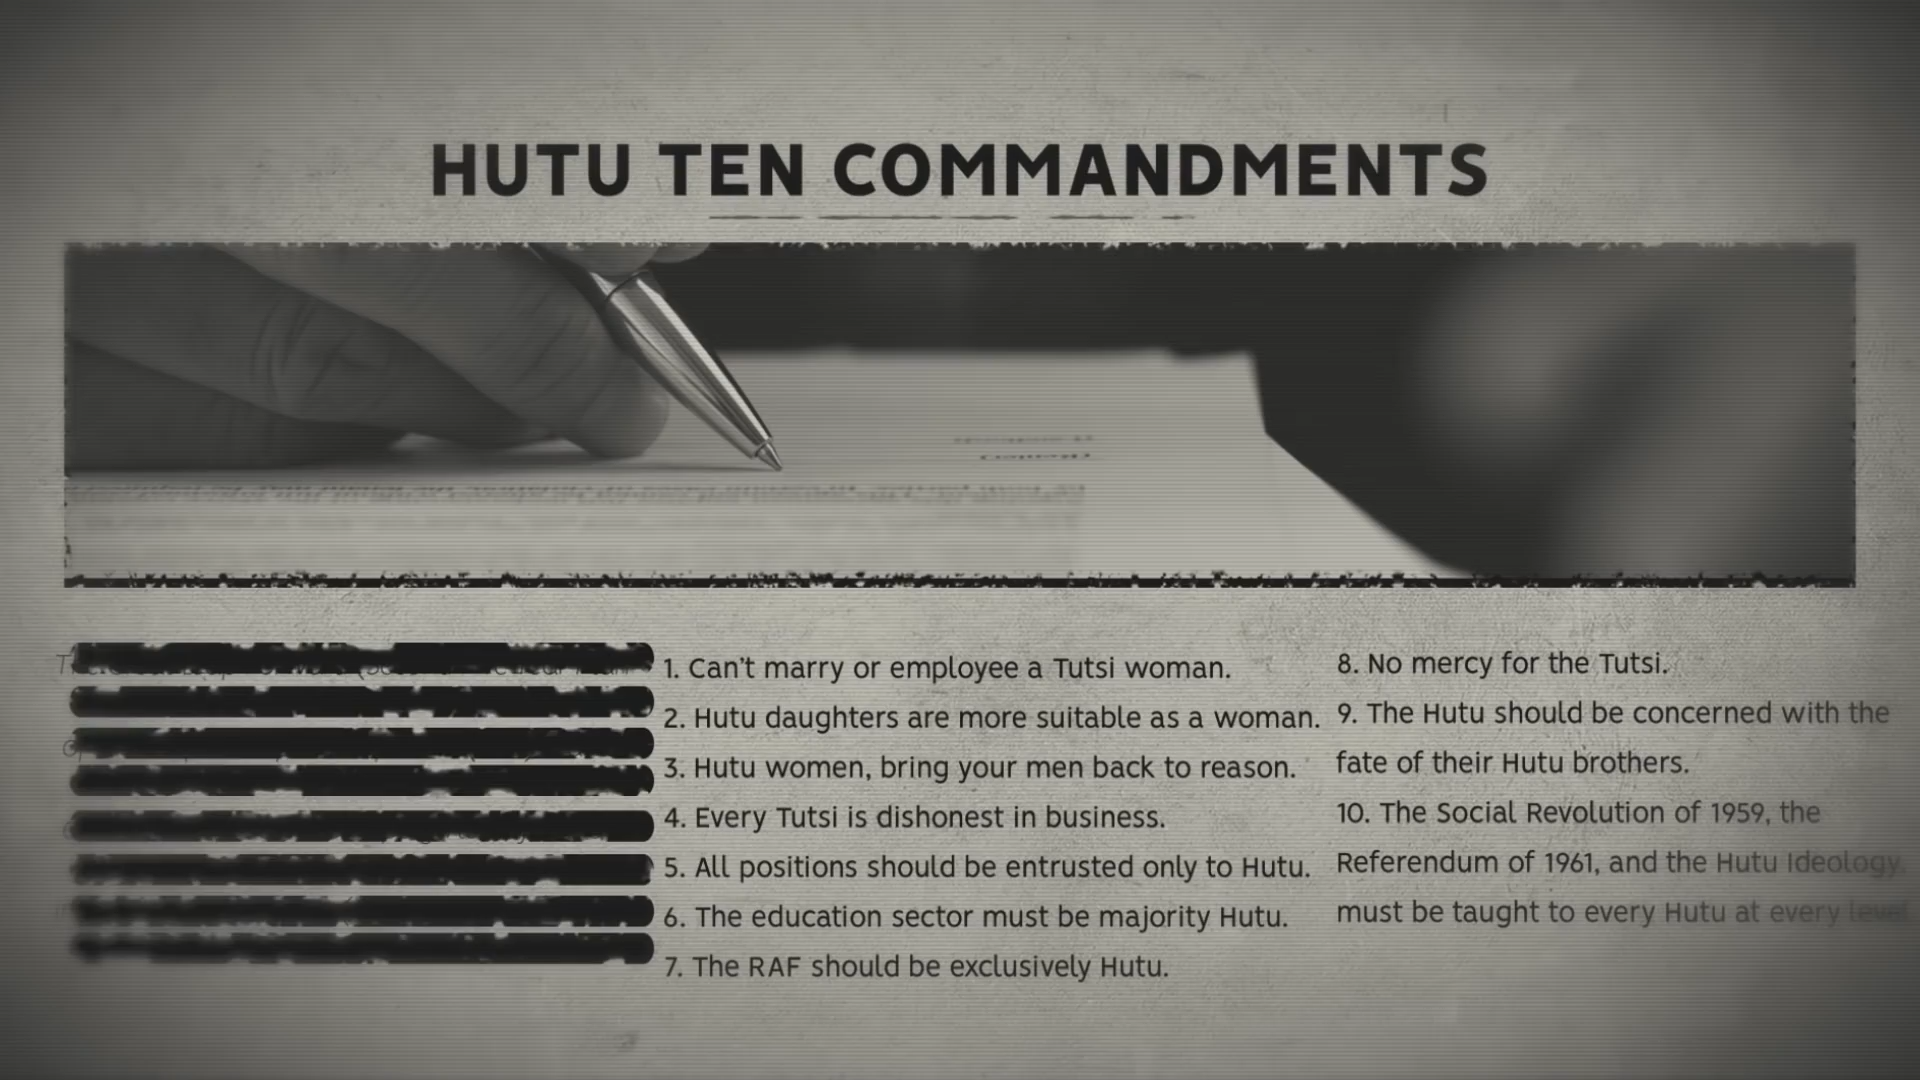 HUTU TEN COMMANDMENTS
1. Can't marry or employee a Tutsi woman.
2. Hutu daughters are more suitable as a woman.
3. Hutu women, bring your men back to reason.
4. Every Tutsi is dishonest in business.
5. All positions should be entrusted only to Hutu.
6. The education sector must be majority Hutu.
7. The RAF should be exclusively Hutu.
8. No mercy for the Tutsi.
9. The Hutu should be concerned with the
fate of their Hutu brothers.
10. The Social Revolution of 1959, the
Referendum of 1961, and the Hutu Ideology,
must be taught to every Hutu at every level